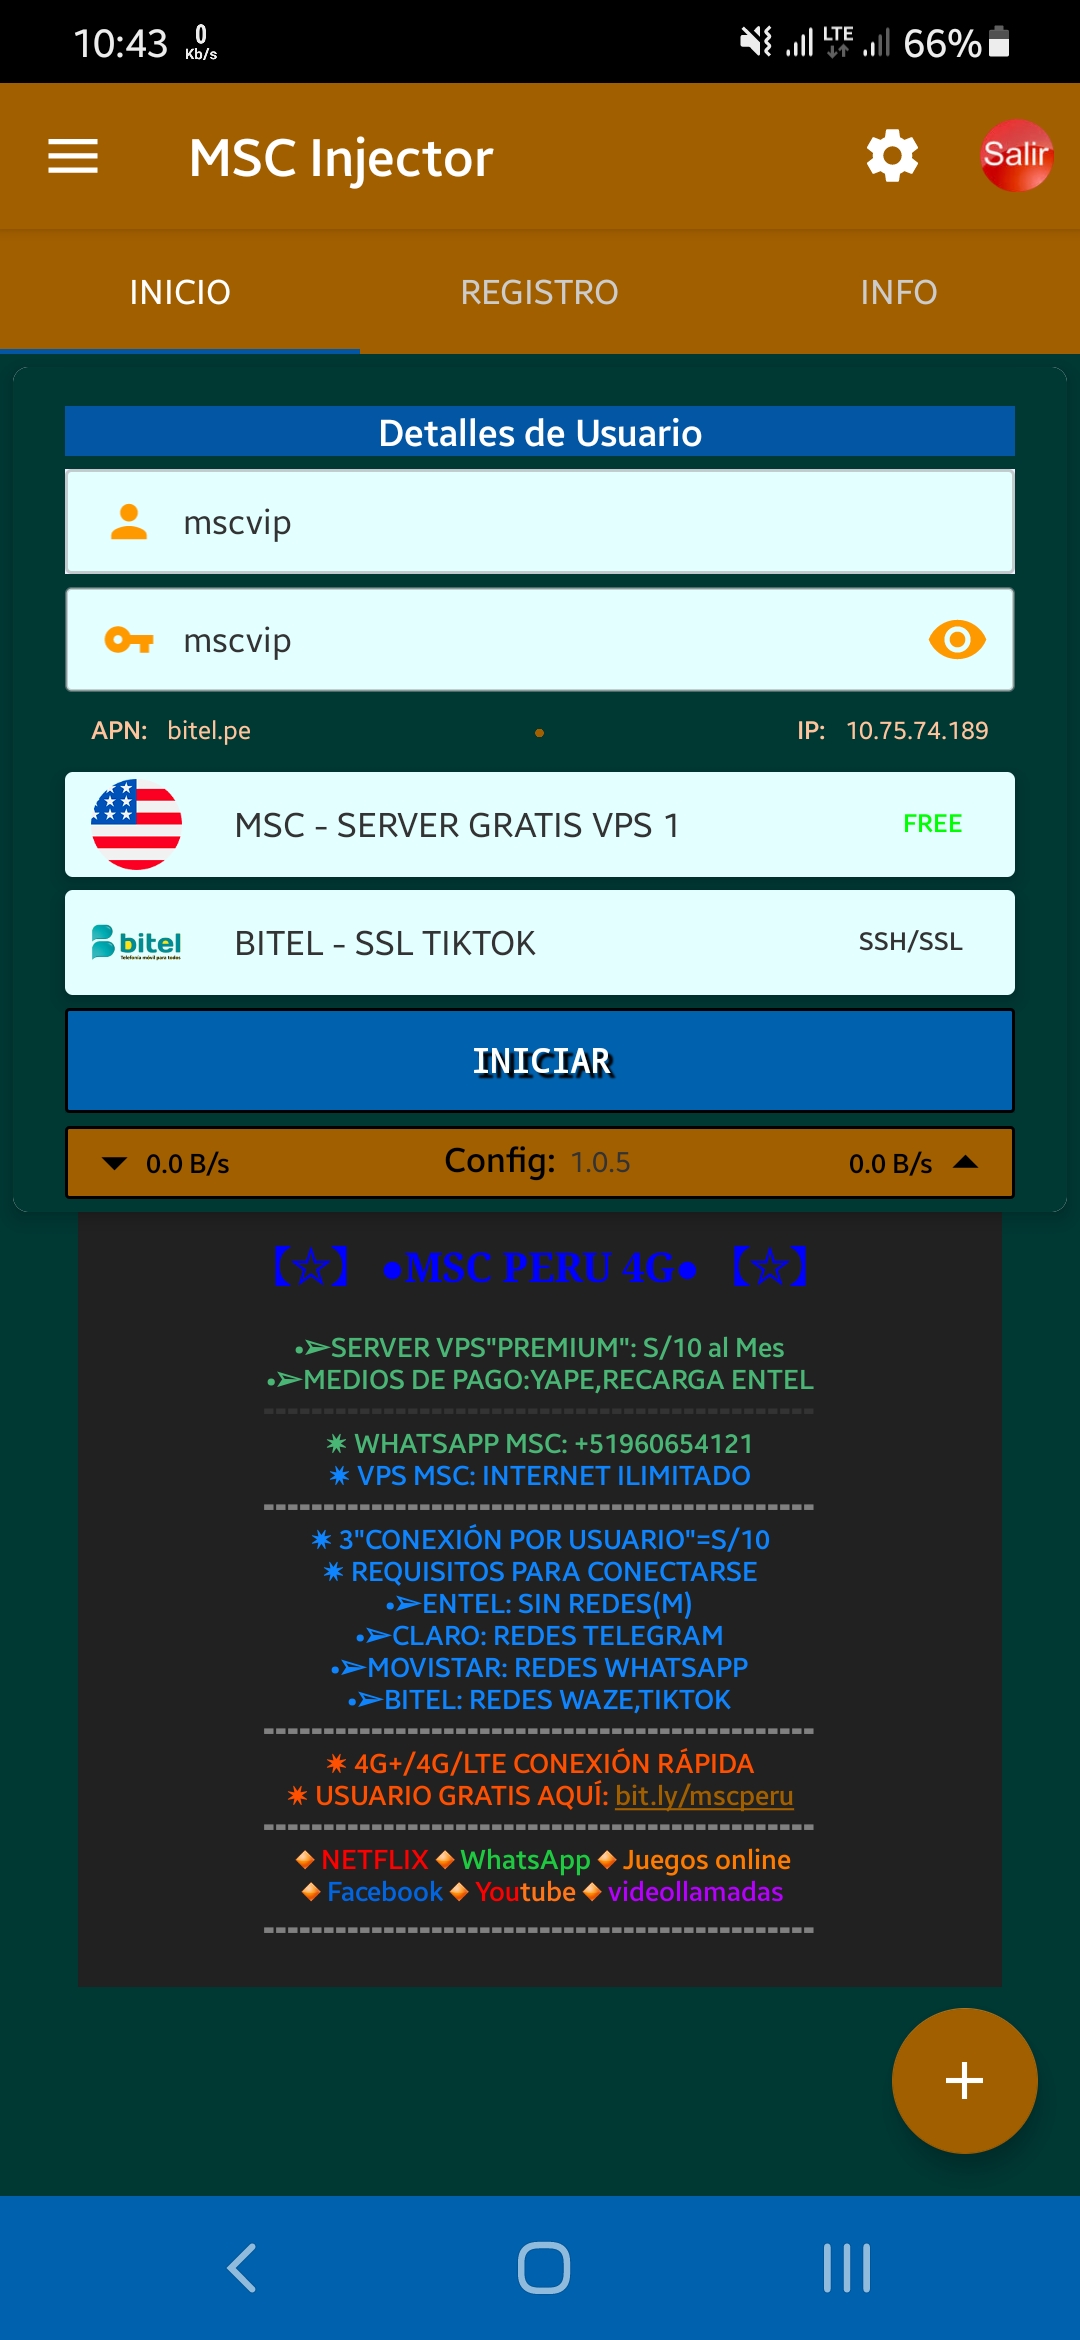 10:43 0 Kb/s LTE 66%
MSC Injector Salir
INICIO REGISTRO INFO
Detalles de Usuario
mscvip
mscvip
APN: bitel.pe IP: 10.75.74.189
MSC - SERVER GRATIS VPS 1 FREE
bitel Telefonía móvil para todos BITEL - SSL TIKTOK SSH/SSL
INICIAR
0.0 B/s Config: 1.0.5 0.0 B/s
【☆】 ●MSC PERU 4G● 【☆】
•➢SERVER VPS"PREMIUM": S/10 al Mes
•➢MEDIOS DE PAGO:YAPE,RECARGA ENTEL
----------------------------------------------
✷ WHATSAPP MSC: +51960654121
✷ VPS MSC: INTERNET ILIMITADO
----------------------------------------------
✷ 3"CONEXIÓN POR USUARIO"=S/10
✷ REQUISITOS PARA CONECTARSE
•➢ENTEL: SIN REDES(M)
•➢CLARO: REDES TELEGRAM
•➢MOVISTAR: REDES WHATSAPP
•➢BITEL: REDES WAZE,TIKTOK
----------------------------------------------
✷ 4G+/4G/LTE CONEXIÓN RÁPIDA
✷ USUARIO GRATIS AQUÍ: bit.ly/mscperu
----------------------------------------------
🔸NETFLIX🔸WhatsApp🔸Juegos online
🔸Facebook🔸Youtube🔸videollamadas
----------------------------------------------